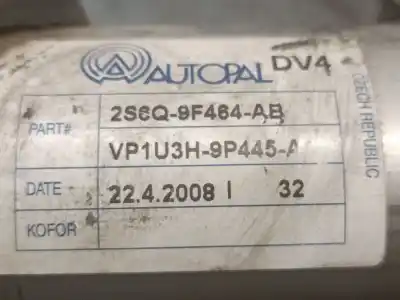 AUTOPAL DV4
CZECH REPUBLIC
PART# 2S6Q-9F464-AB
VP1U3H-9P445-A
DATE 22.4.2008 I 32
KOFOR